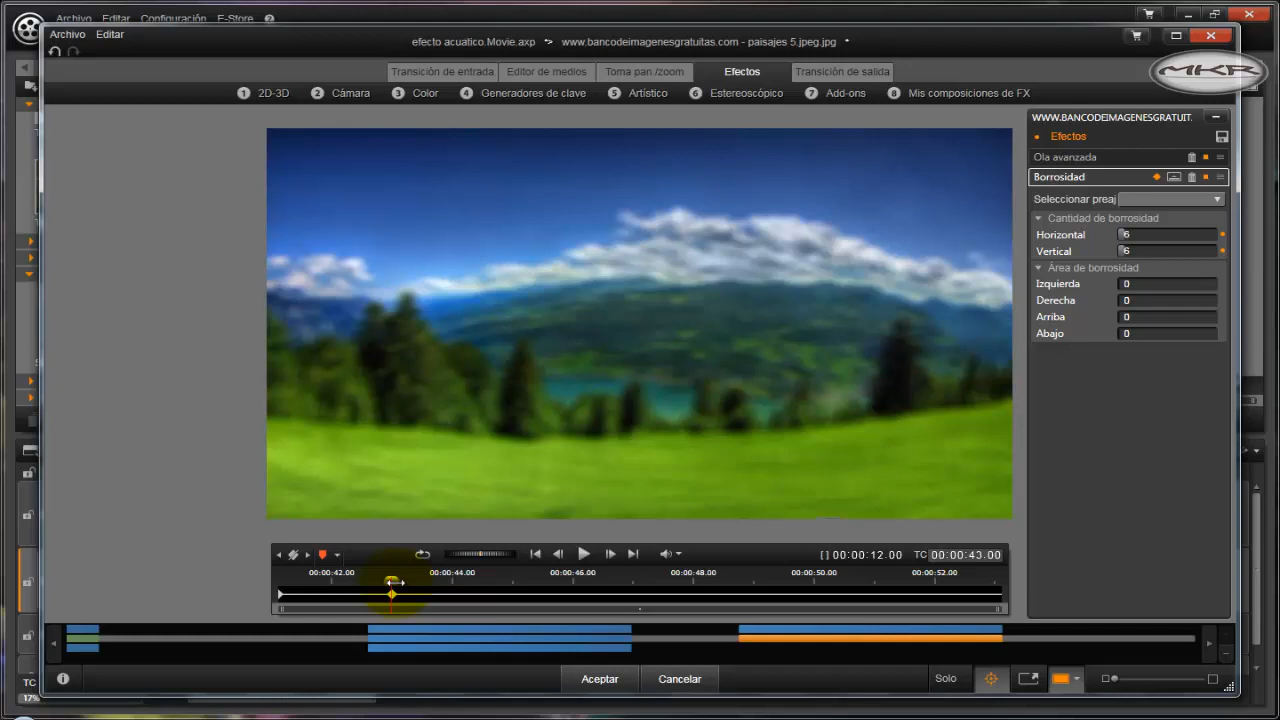 Archivo Editar Configuración E-Store ?
Archivo Editar
efecto acuatico.Movie.axp *> www.bancodeimagenesgratuitas.com - paisajes 5.jpeg.jpg *
MKR
Transición de entrada Editor de medios Toma pan /zoom Efectos Transición de salida
1 2D-3D 2 Cámara 3 Color 4 Generadores de clave 5 Artístico 6 Estereoscópico 7 Add-ons 8 Mis composiciones de FX
WWW.BANCODEIMAGENESGRATUIT.
Efectos
Ola avanzada
Borrosidad
Seleccionar preaj
Cantidad de borrosidad
Horizontal 6
Vertical 6
Área de borrosidad
Izquierda 0
Derecha 0
Arriba 0
Abajo 0
[] 00:00:12.00 TC 00:00:43.00
00:00:42.00 00:00:44.00 00:00:46.00 00:00:48.00 00:00:50.00 00:00:52.00
Aceptar Cancelar Solo
TC
17%